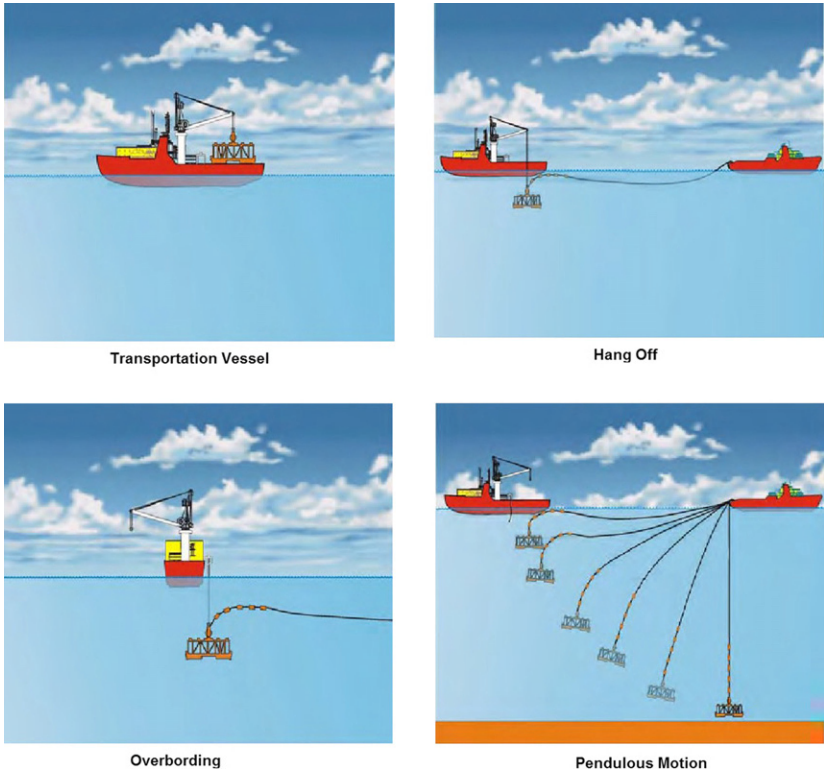 Transportation Vessel
Hang Off
Overbording
Pendulous Motion